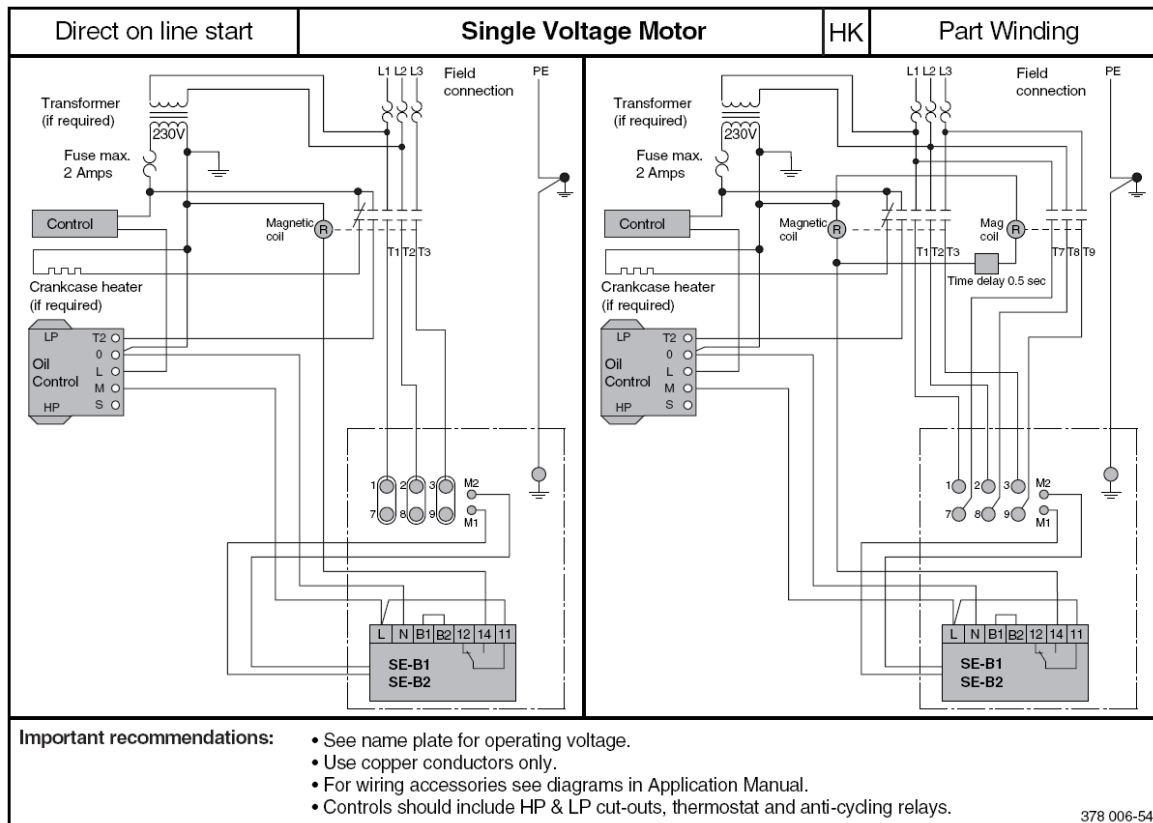 Direct on line start
Single Voltage Motor
HK
Part Winding
L1 L2 L3
Field
connection
PE
Transformer
(if required)
230V
Fuse max.
2 Amps
Control
Magnetic
coil
R
T1 T2 T3
Crankcase heater
(if required)
LP
Oil
Control
HP
T2
0
L
M
S
1 2 3
7 8 9
M2
M1
L N B1 B2 12 14 11
SE-B1
SE-B2
L1 L2 L3
Field
connection
PE
Transformer
(if required)
230V
Fuse max.
2 Amps
Control
Magnetic
coil
R
Mag
coil
R
T1 T2 T3
T7 T8 T9
Time delay 0.5 sec
Crankcase heater
(if required)
LP
Oil
Control
HP
T2
0
L
M
S
1 2 3
7 8 9
M2
M1
L N B1 B2 12 14 11
SE-B1
SE-B2
Important recommendations:
• See name plate for operating voltage.
• Use copper conductors only.
• For wiring accessories see diagrams in Application Manual.
• Controls should include HP & LP cut-outs, thermostat and anti-cycling relays.
378 006-54